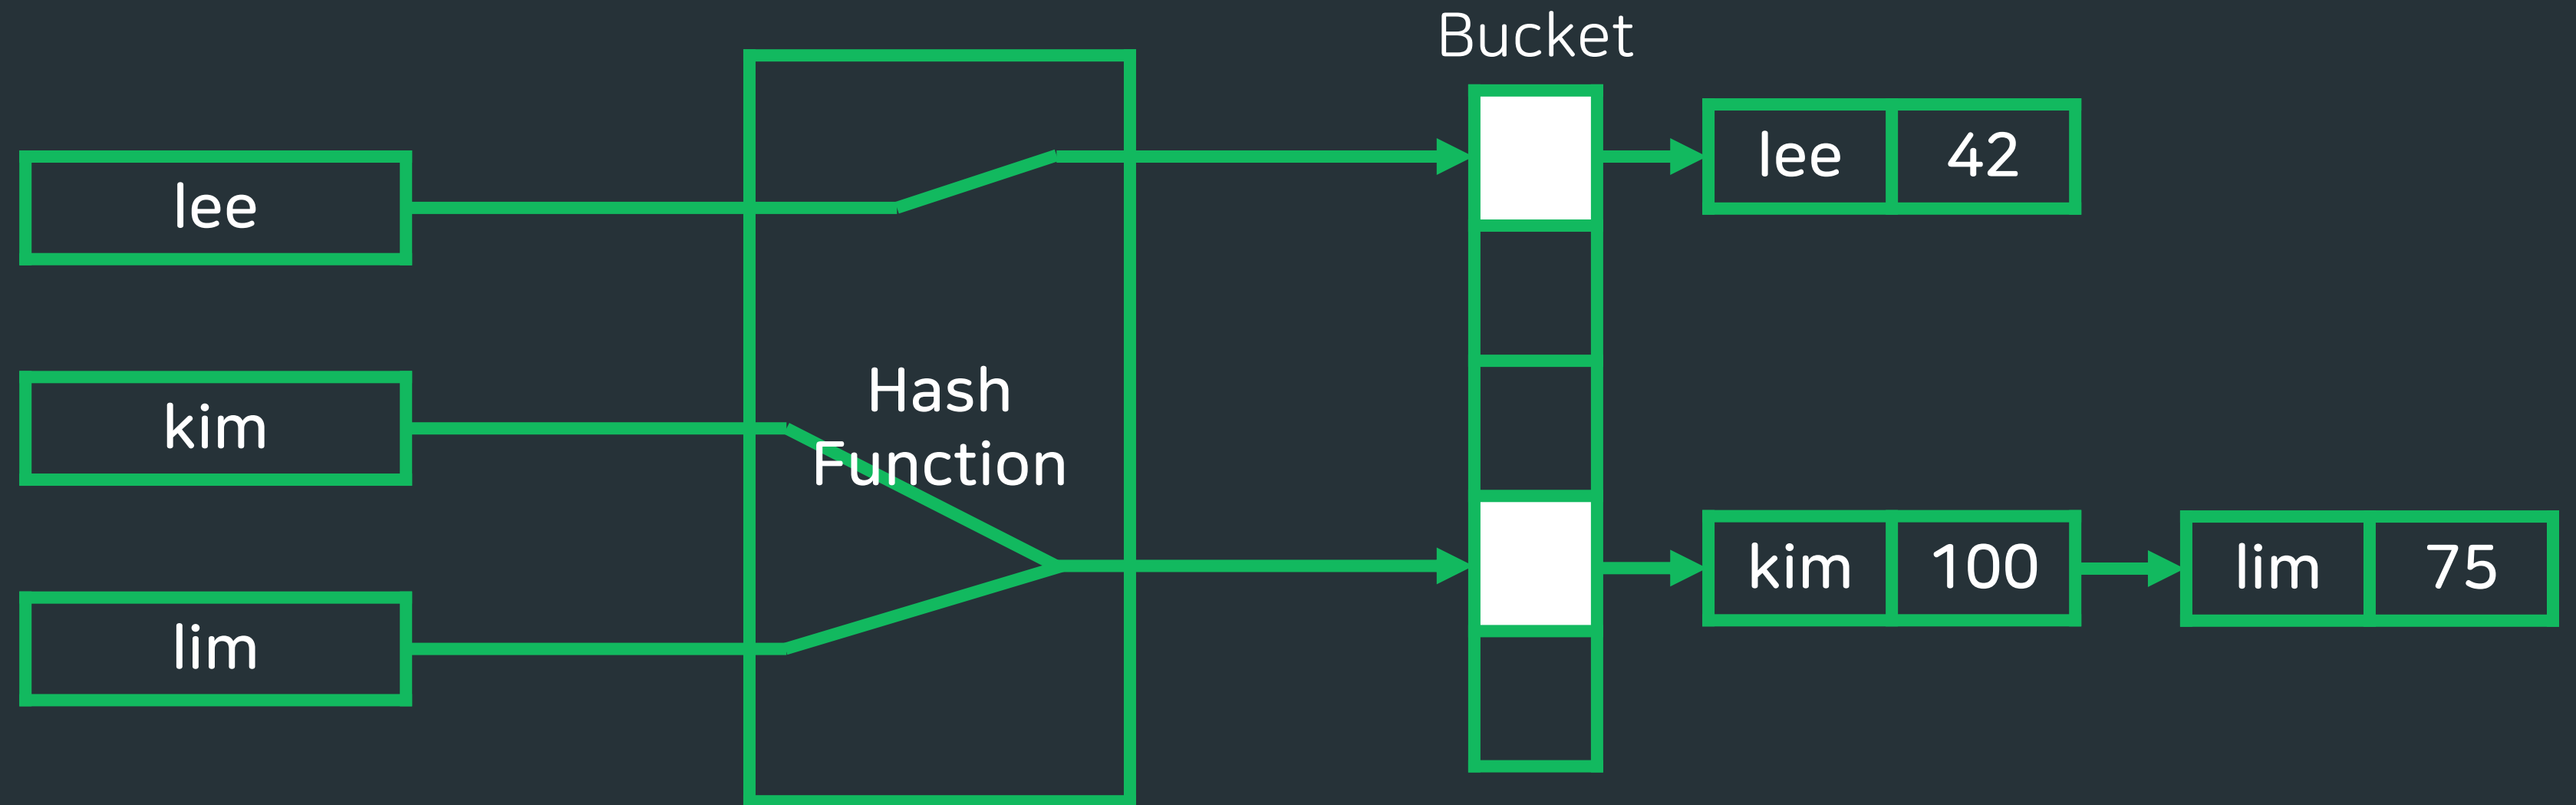 Bucket
lee
lee 42
kim
Hash
Function
kim 100
lim 75
lim